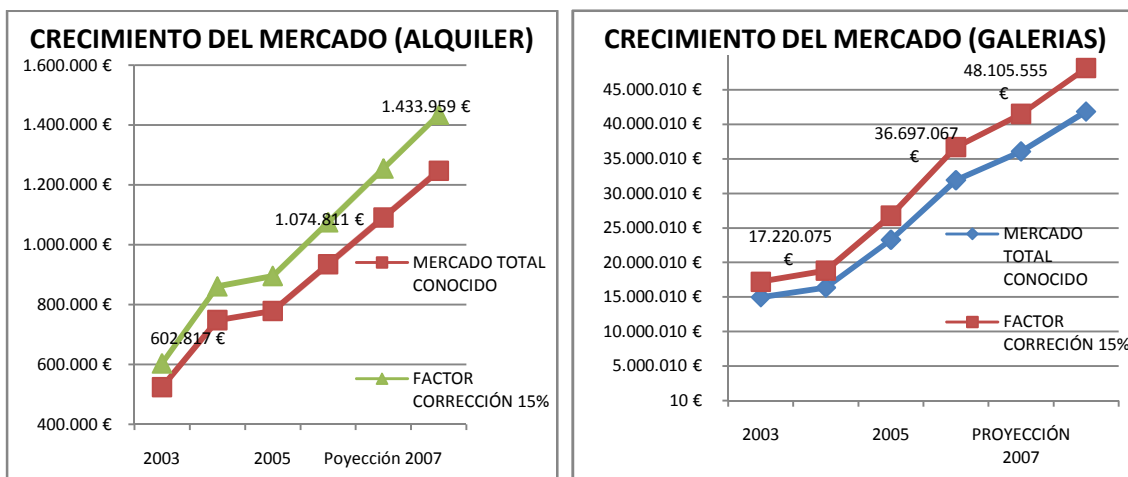 CRECIMIENTO DEL MERCADO (ALQUILER)
1.600.000 €
1.400.000 €
1.200.000 €
1.000.000 €
800.000 €
600.000 €
400.000 €
1.433.959 €
1.074.811 €
602.817 €
MERCADO TOTAL
CONOCIDO
FACTOR
CORRECCIÓN 15%
2003
2005
Poyección 2007
CRECIMIENTO DEL MERCADO (GALERIAS)
45.000.010 €
40.000.010 €
35.000.010 €
30.000.010 €
25.000.010 €
20.000.010 €
15.000.010 €
10.000.010 €
5.000.010 €
10 €
48.105.555
€
36.697.067
€
17.220.075
€
MERCADO
TOTAL
CONOCIDO
FACTOR
CORRECIÓN 15%
2003
2005
PROYECCIÓN
2007